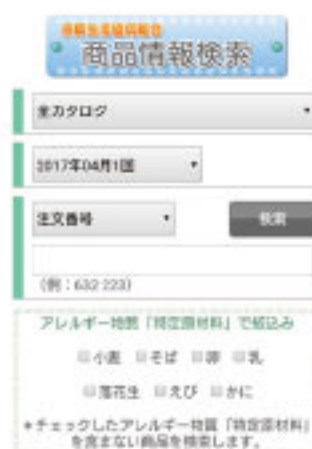 商品情報検索
全カタログ
2017年04月1回
注文番号
検索
(例：632-223)
アレルギー物質「特定原材料」で絞込み
小麦 そば 卵 乳
落花生 えび かに
*チェックしたアレルギー物質「特定原材料」
を含まない商品を検索します。